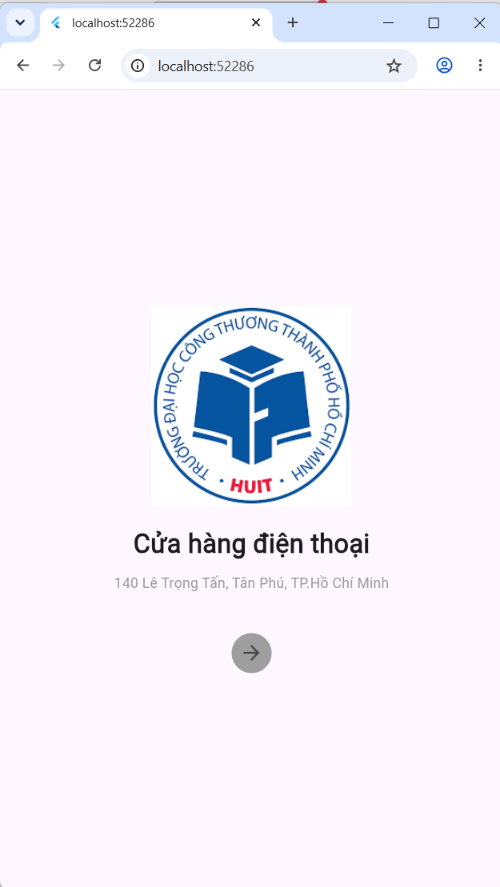 localhost:52286
localhost:52286
TRƯỜNG ĐẠI HỌC CÔNG THƯƠNG THÀNH PHỐ HỒ CHÍ MINH
HUIT
Cửa hàng điện thoại
140 Lê Trọng Tấn, Tân Phú, TP.Hồ Chí Minh